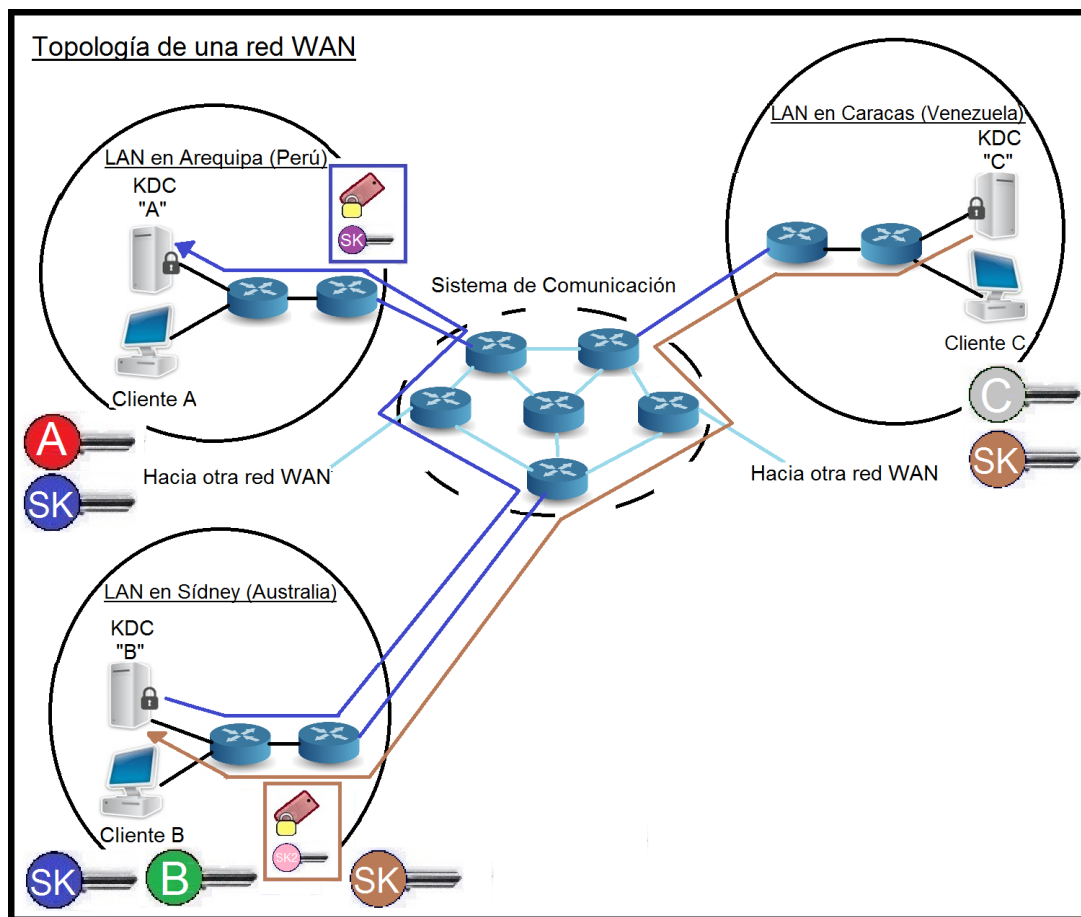 Topología de una red WAN
LAN en Arequipa (Perú)
KDC
"A"
SK
Cliente A
A
SK
LAN en Caracas (Venezuela)
KDC
"C"
Cliente C
C
SK
Sistema de Comunicación
Hacia otra red WAN
Hacia otra red WAN
LAN en Sídney (Australia)
KDC
"B"
Cliente B
SK2
SK
B
SK